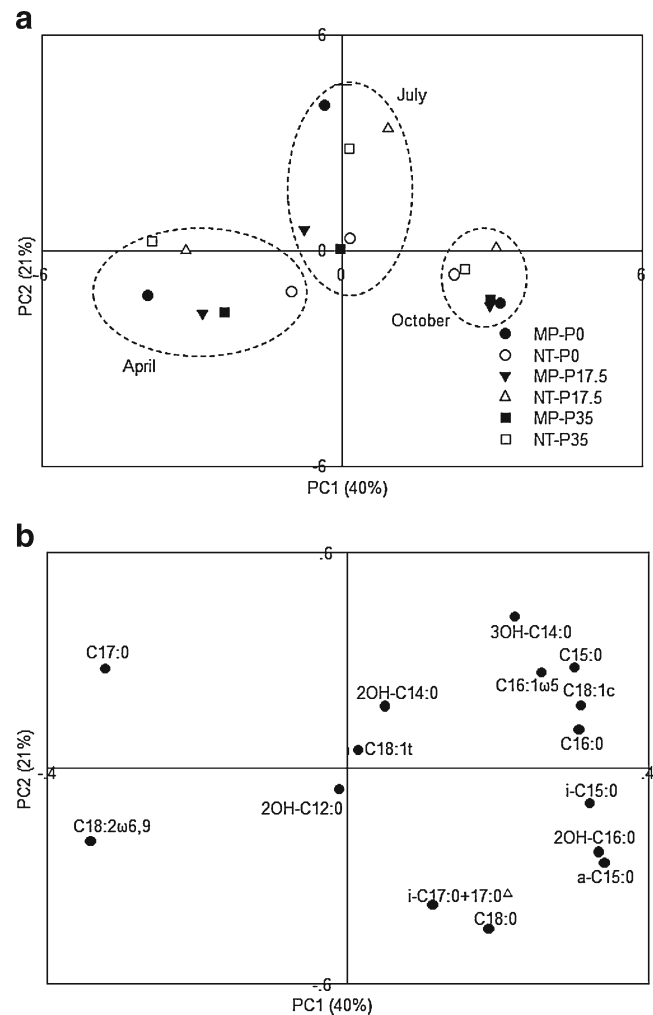 a
6
July
0
-6
0
6
PC2 (21%)
October
April
MP-P0
NT-P0
MP-P17.5
NT-P17.5
MP-P35
NT-P35
-6
PC1 (40%)
b
.6
3OH-C14:0
C17:0
C15:0
C16:1ω5
C18:1c
2OH-C14:0
C16:0
C18:1t
-.4
.4
PC2 (21%)
i-C15:0
2OH-C12:0
C18:2ω6,9
2OH-C16:0
a-C15:0
i-C17:0+17:0△
C18:0
-.6
PC1 (40%)